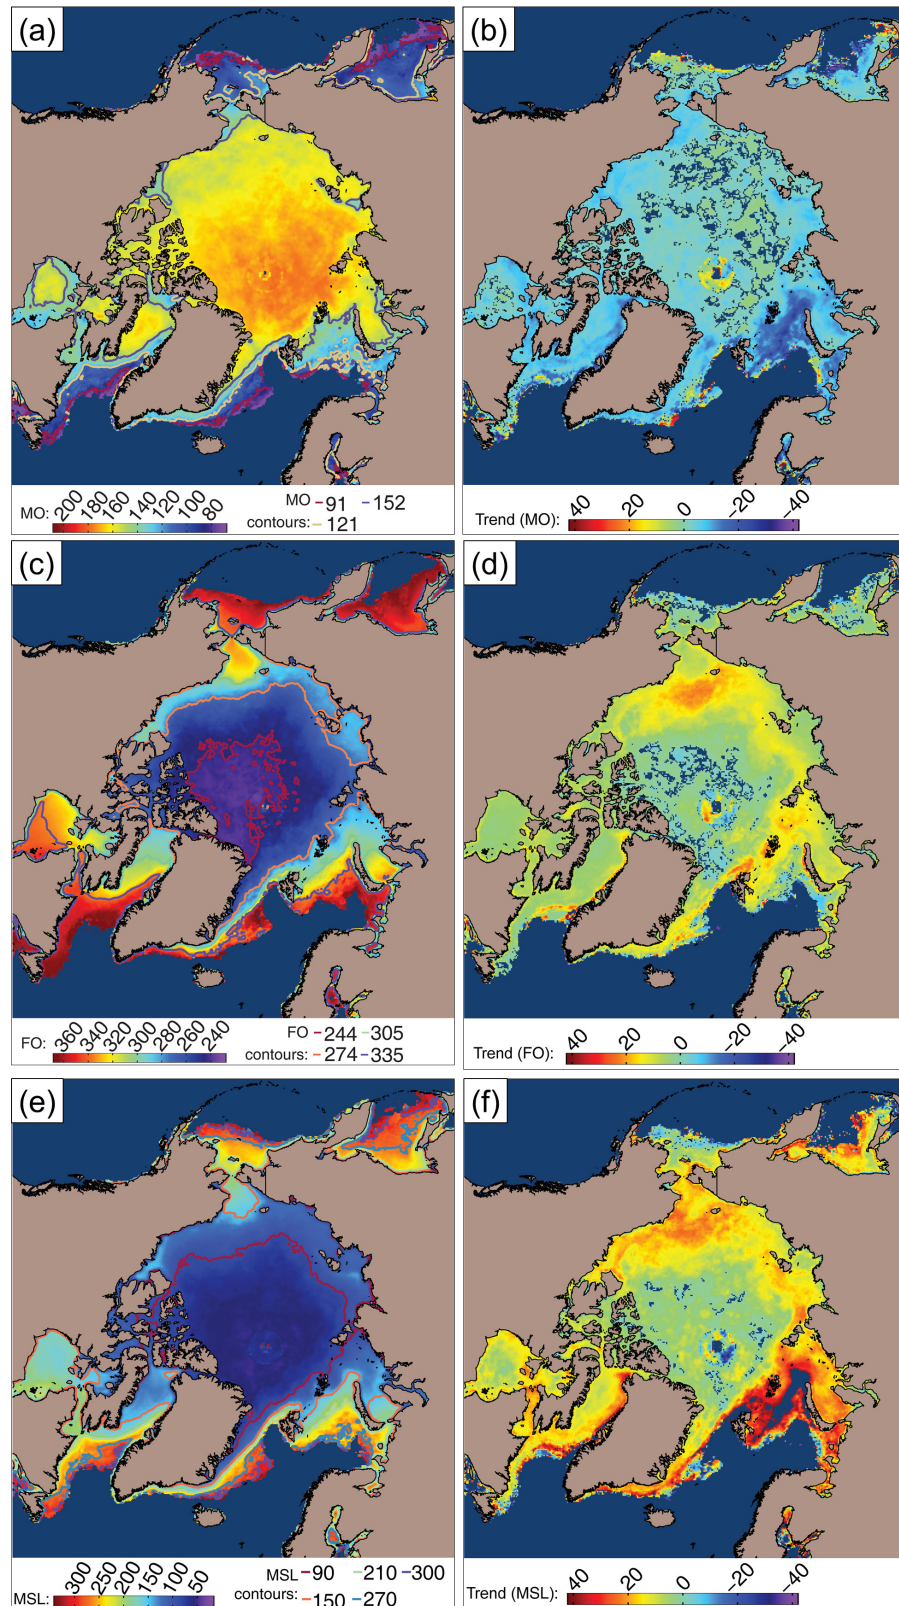 (a)
(b)
MO: 200 180 160 140 120 100 80
MO 91 152
contours: 121
Trend (MO): 40 20 0 −20 −40
(c)
(d)
FO: 360 340 320 300 280 260 240
FO 244 305
contours: 274 335
Trend (FO): 40 20 0 −20 −40
(e)
(f)
MSL: 300 250 200 150 100 50
MSL 90 210 300
contours: 150 270
Trend (MSL): 40 20 0 −20 −40